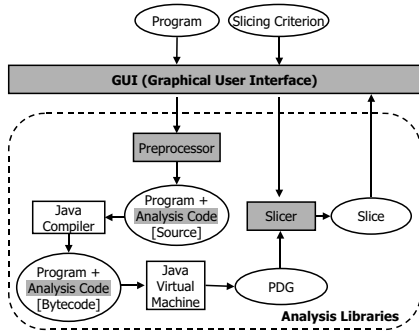 Program
Slicing Criterion
GUI (Graphical User Interface)
Preprocessor
Program +
Analysis Code
[Source]
Java
Compiler
Slicer
Slice
Program +
Analysis Code
[Bytecode]
Java
Virtual
Machine
PDG
Analysis Libraries